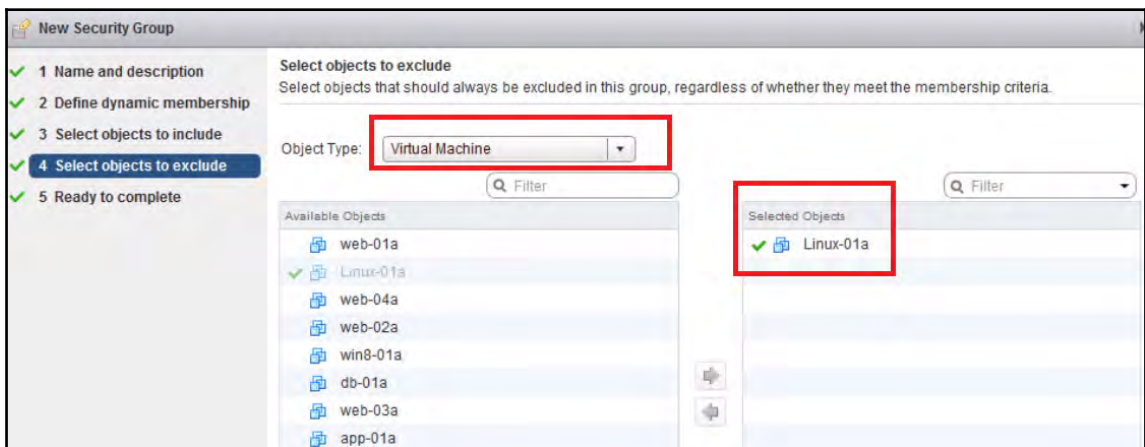 New Security Group
1 Name and description
2 Define dynamic membership
3 Select objects to include
4 Select objects to exclude
5 Ready to complete
Select objects to exclude
Select objects that should always be excluded in this group, regardless of whether they meet the membership criteria.
Object Type: Virtual Machine
Filter
Available Objects
web-01a
Linux-01a
web-04a
web-02a
win8-01a
db-01a
web-03a
app-01a
Filter
Selected Objects
Linux-01a